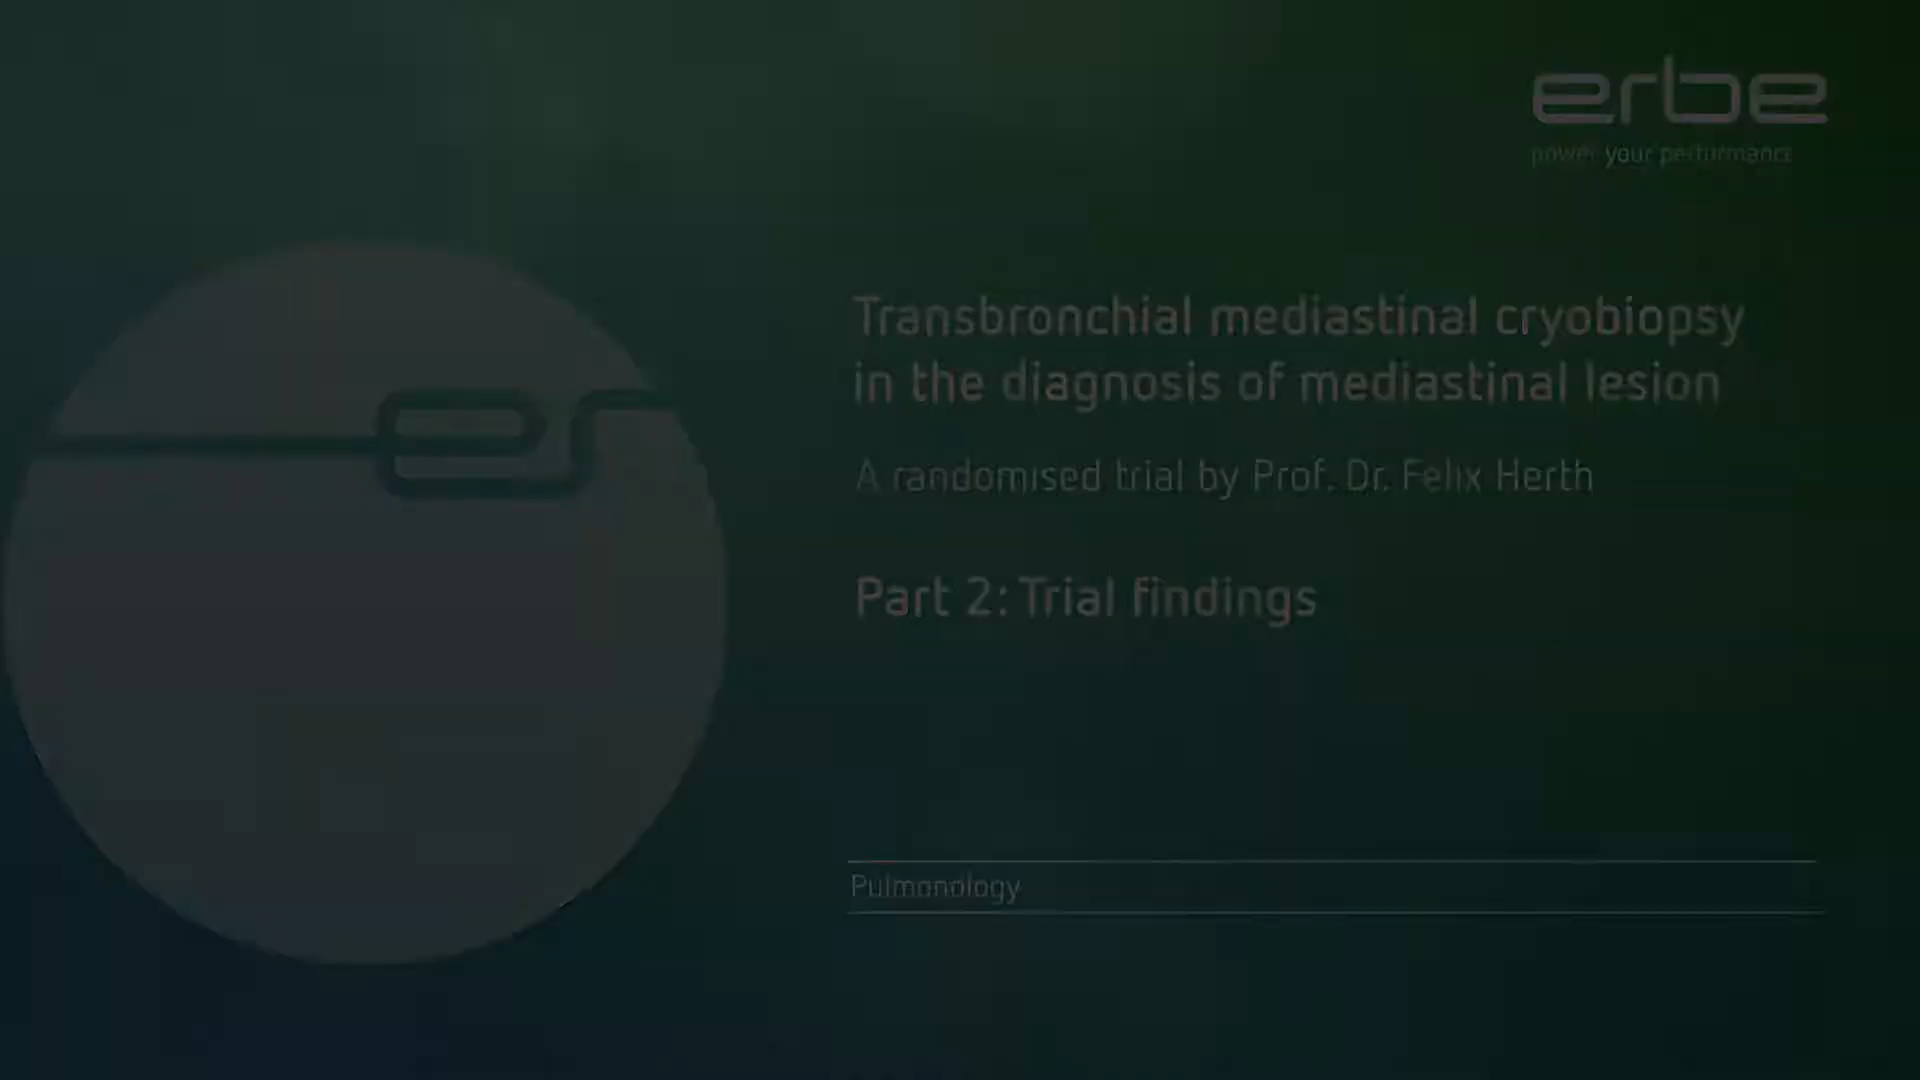 erbe
power your performance
Transbronchial mediastinal cryobiopsy
in the diagnosis of mediastinal lesion
A randomised trial by Prof. Dr. Felix Herth
Part 2: Trial findings
Pulmonology